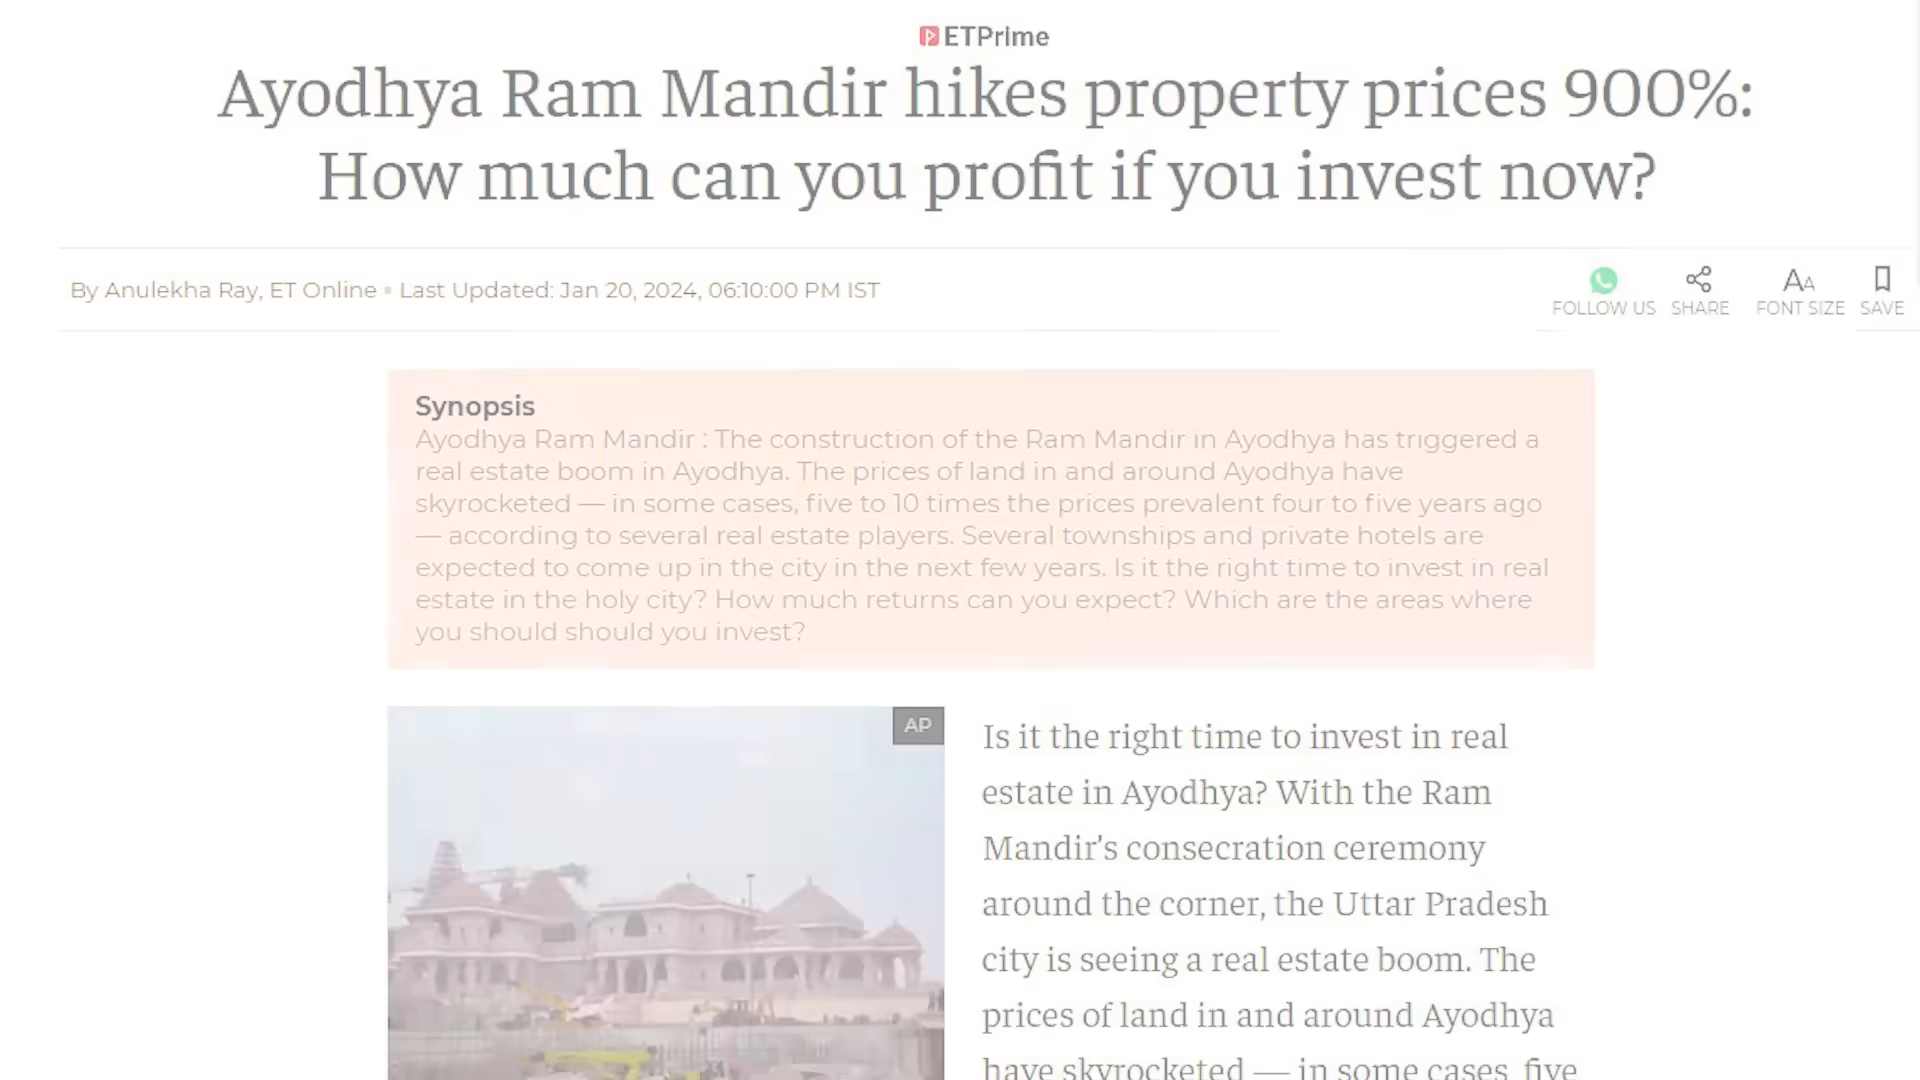 ETPrime
Ayodhya Ram Mandir hikes property prices 900%:
How much can you profit if you invest now?
By Anulekha Ray, ET Online • Last Updated: Jan 20, 2024, 06:10:00 PM IST
FOLLOW US SHARE FONT SIZE SAVE
Synopsis
Ayodhya Ram Mandir : The construction of the Ram Mandir in Ayodhya has triggered a
real estate boom in Ayodhya. The prices of land in and around Ayodhya have
skyrocketed — in some cases, five to 10 times the prices prevalent four to five years ago
— according to several real estate players. Several townships and private hotels are
expected to come up in the city in the next few years. Is it the right time to invest in real
estate in the holy city? How much returns can you expect? Which are the areas where
you should should you invest?
AP
Is it the right time to invest in real
estate in Ayodhya? With the Ram
Mandir's consecration ceremony
around the corner, the Uttar Pradesh
city is seeing a real estate boom. The
prices of land in and around Ayodhya
have skyrocketed — in some cases, five